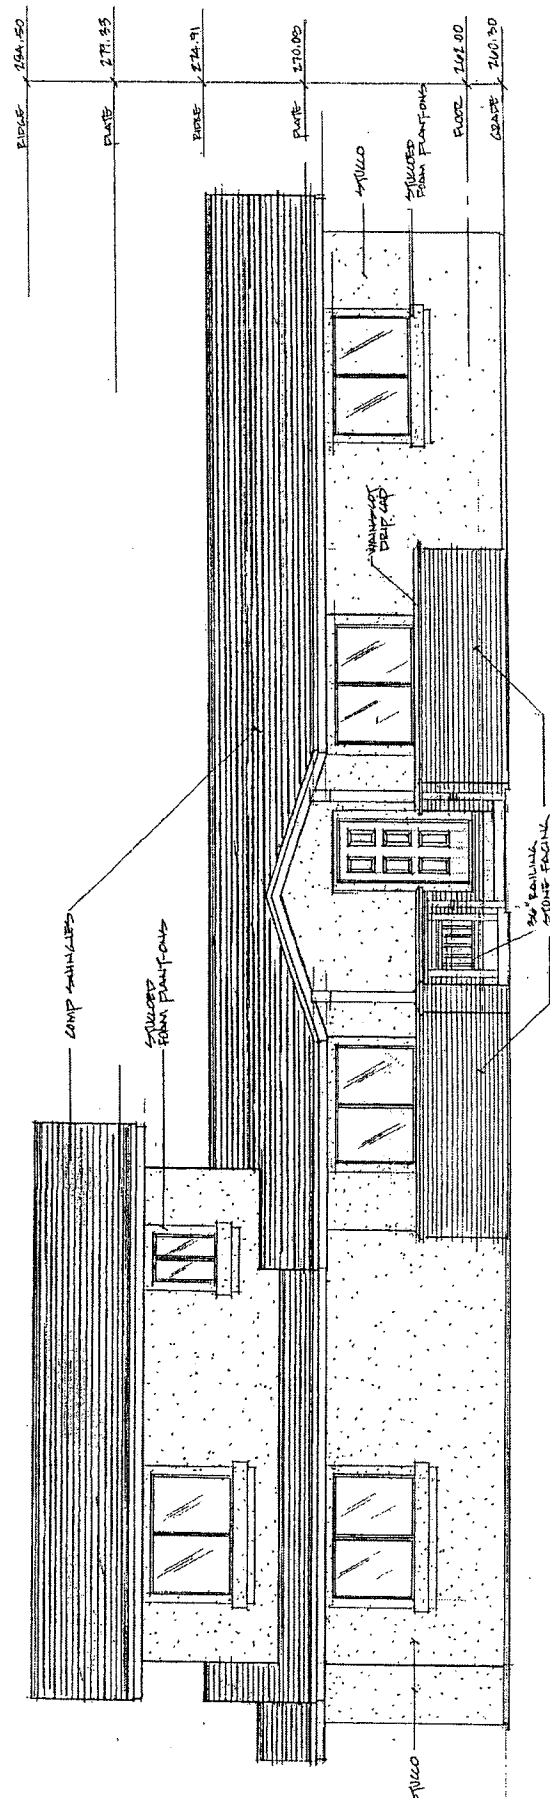 RIDGE 284.50
PLATE 279.33
RIDGE 274.91
PLATE 270.00
FLOOR 262.00
GRADE 260.30
STUCCO
STUCCOED
FOAM PLANT-ONS
WAINSCOT
DRIP CAP
COMP SHINGLES
STUCCOED
FOAM PLANT-ONS
36" RAILING
STONE FACING
STUCCO